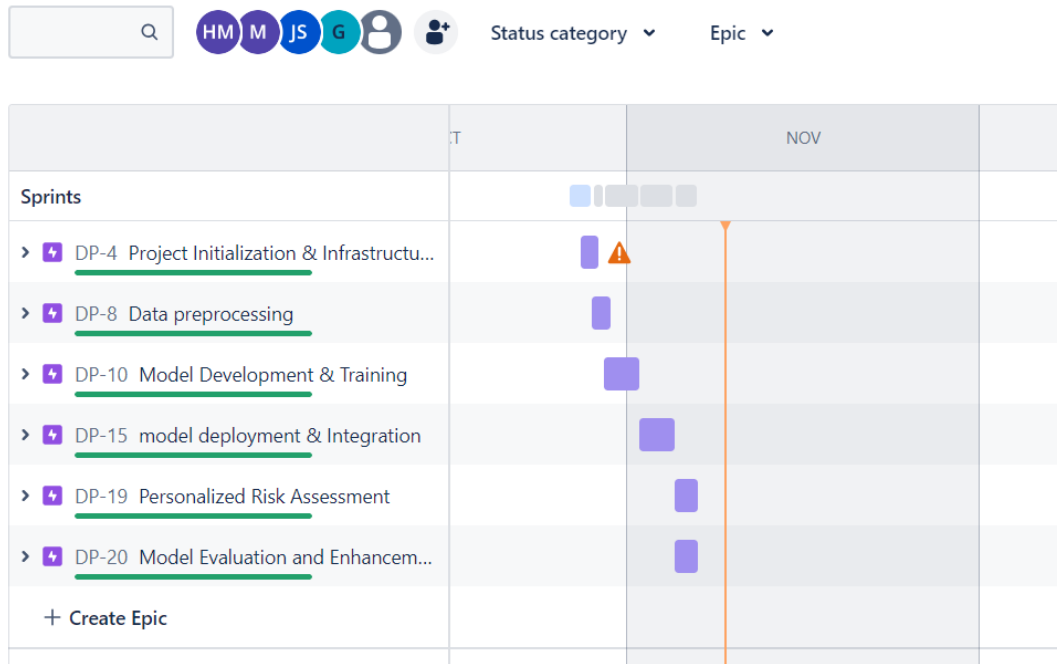 HM M JS G Status category Epic
NOV
Sprints
DP-4 Project Initialization & Infrastructu...
DP-8 Data preprocessing
DP-10 Model Development & Training
DP-15 model deployment & Integration
DP-19 Personalized Risk Assessment
DP-20 Model Evaluation and Enhancem...
+ Create Epic